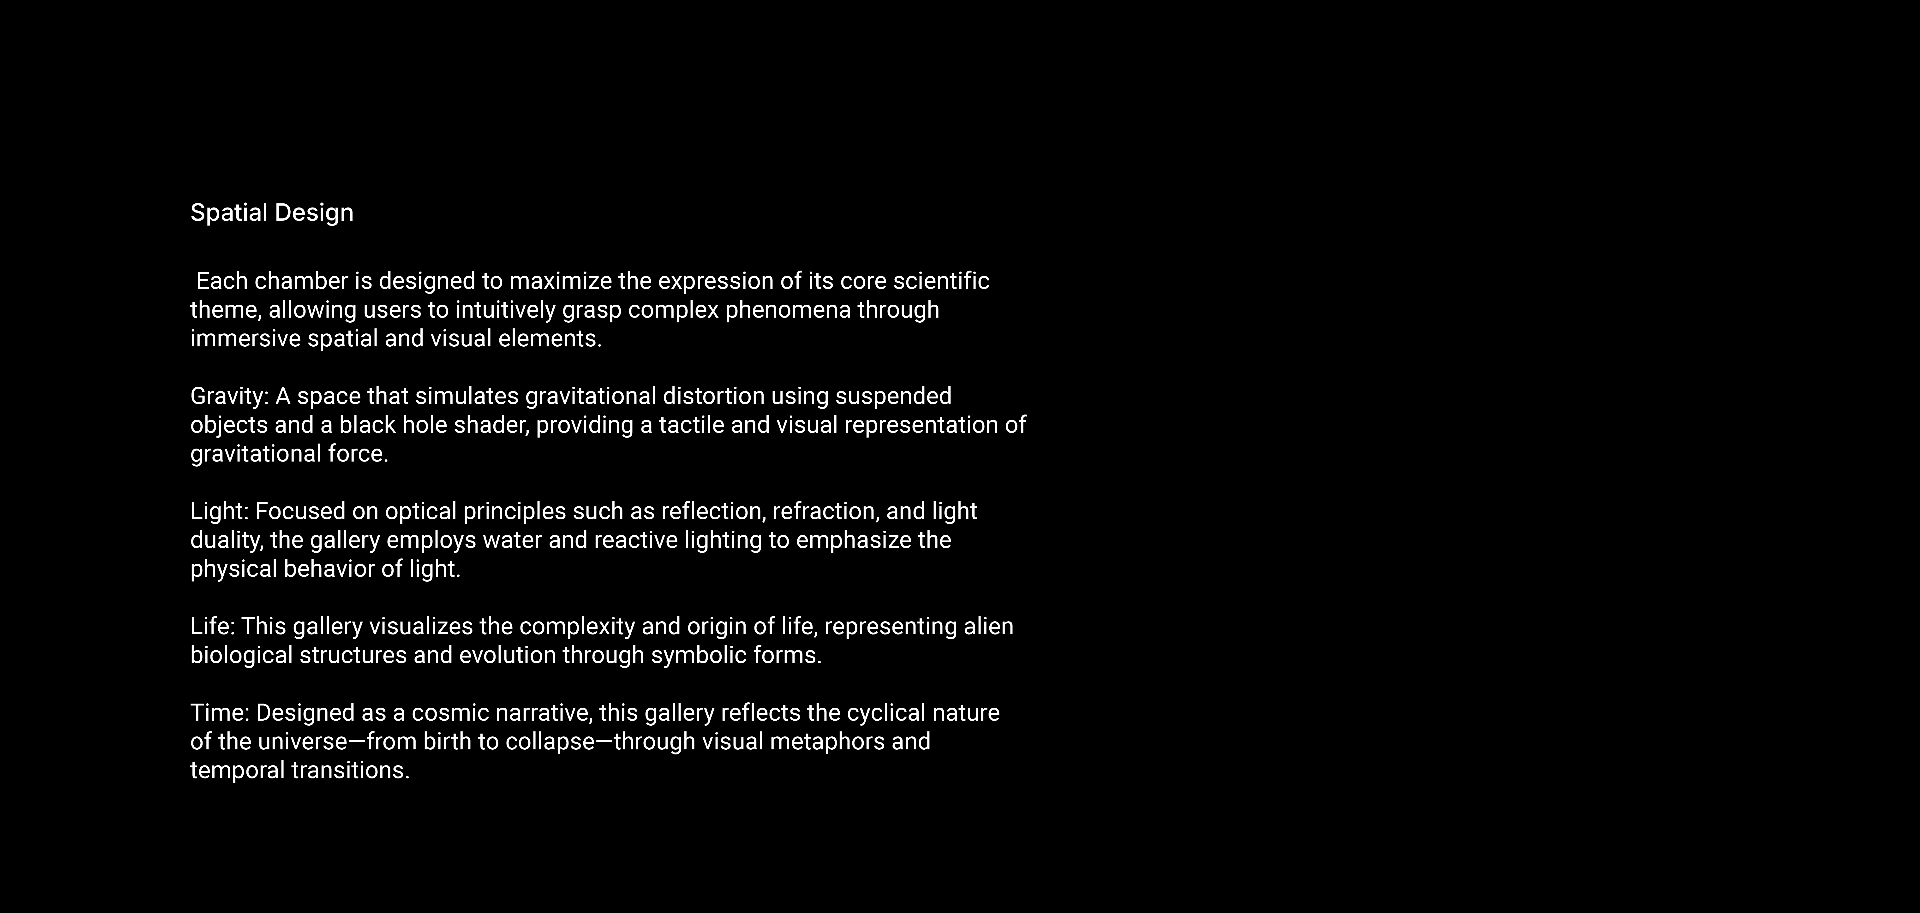 Spatial Design
Each chamber is designed to maximize the expression of its core scientific
theme, allowing users to intuitively grasp complex phenomena through
immersive spatial and visual elements.
Gravity: A space that simulates gravitational distortion using suspended
objects and a black hole shader, providing a tactile and visual representation of
gravitational force.
Light: Focused on optical principles such as reflection, refraction, and light
duality, the gallery employs water and reactive lighting to emphasize the
physical behavior of light.
Life: This gallery visualizes the complexity and origin of life, representing alien
biological structures and evolution through symbolic forms.
Time: Designed as a cosmic narrative, this gallery reflects the cyclical nature
of the universe—from birth to collapse—through visual metaphors and
temporal transitions.